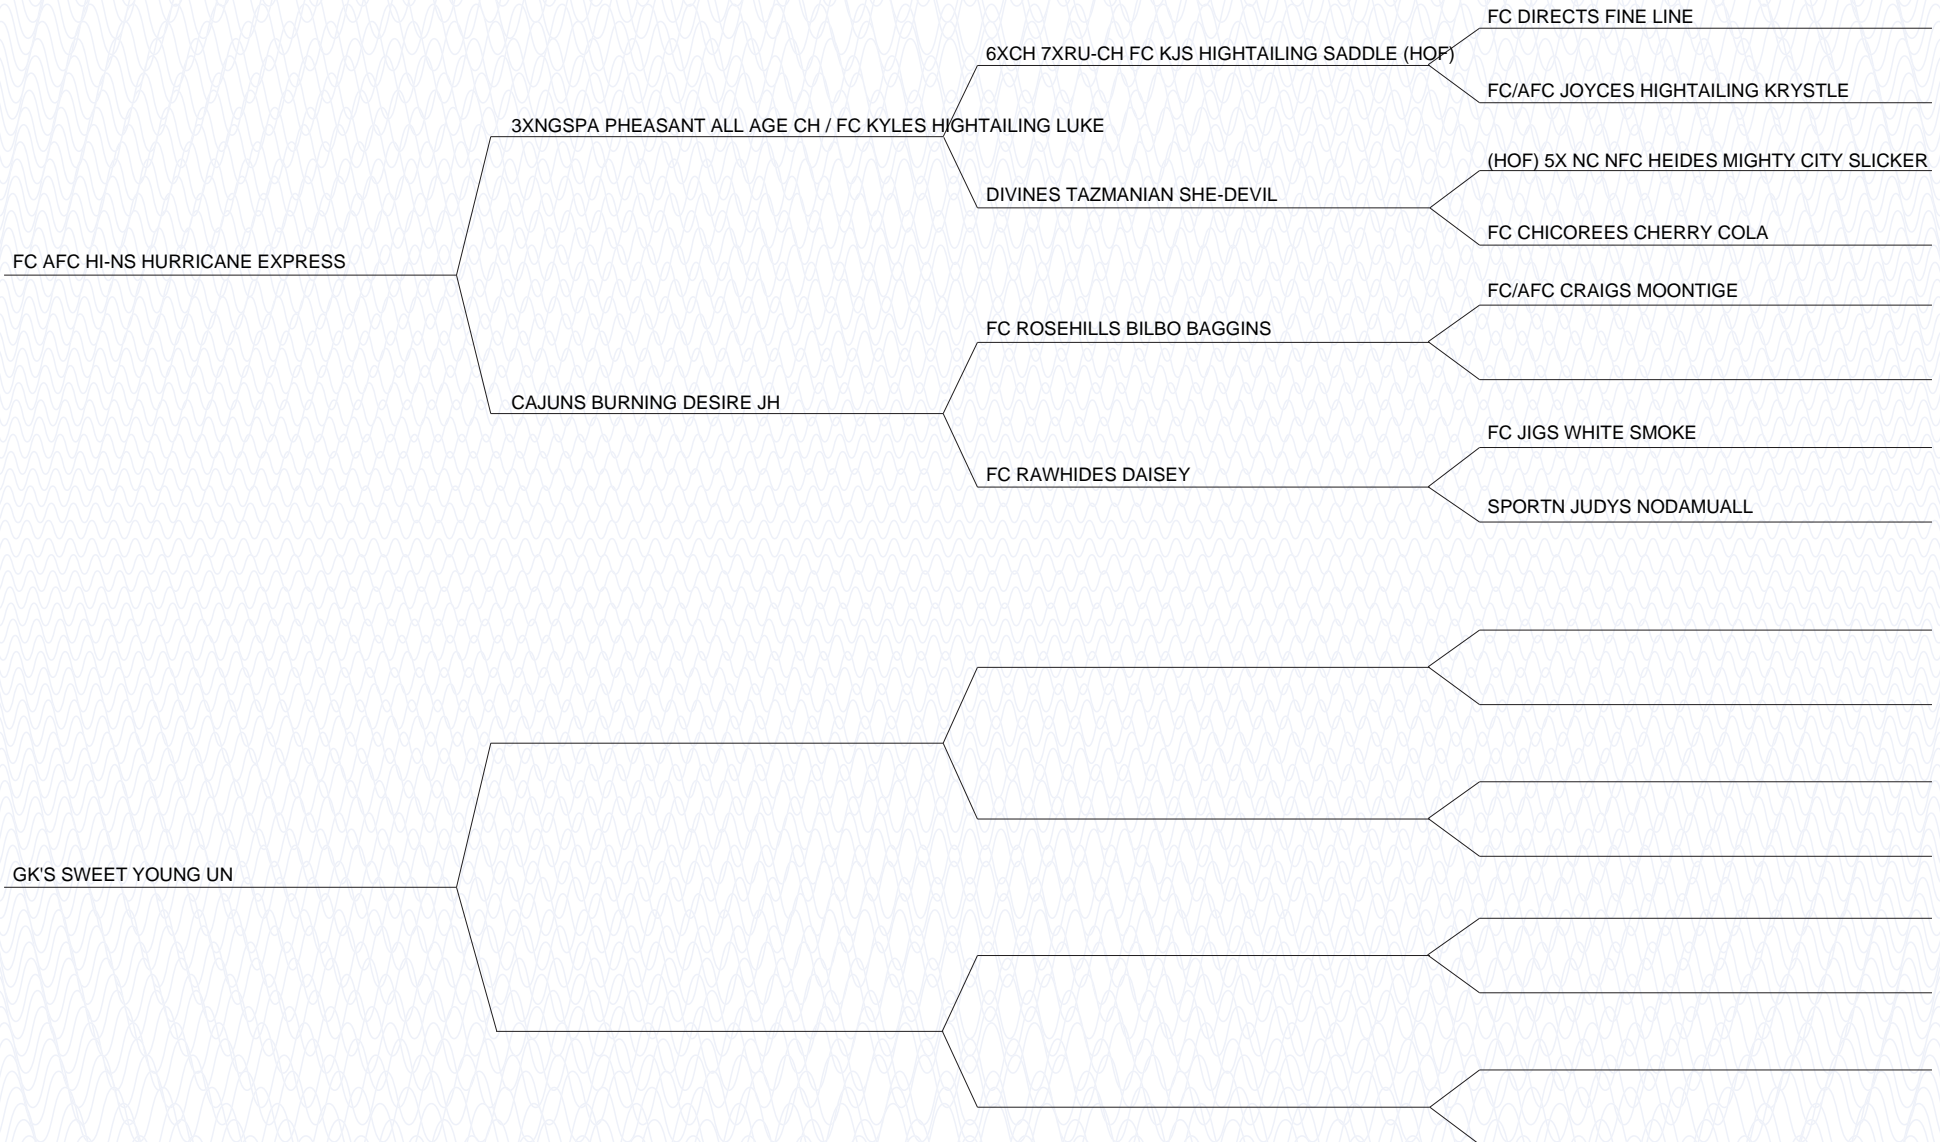 FC DIRECTS FINE LINE
6XCH 7XRU-CH FC KJS HIGHTAILING SADDLE (HOF)
FC/AFC JOYCES HIGHTAILING KRYSTLE
3XNGSPA PHEASANT ALL AGE CH / FC KYLES HIGHTAILING LUKE
(HOF) 5X NC NFC HEIDES MIGHTY CITY SLICKER
DIVINES TAZMANIAN SHE-DEVIL
FC CHICOREES CHERRY COLA
FC AFC HI-NS HURRICANE EXPRESS
FC/AFC CRAIGS MOONTIGE
FC ROSEHILLS BILBO BAGGINS
CAJUNS BURNING DESIRE JH
FC JIGS WHITE SMOKE
FC RAWHIDES DAISEY
SPORTN JUDYS NODAMUALL
GK'S SWEET YOUNG UN